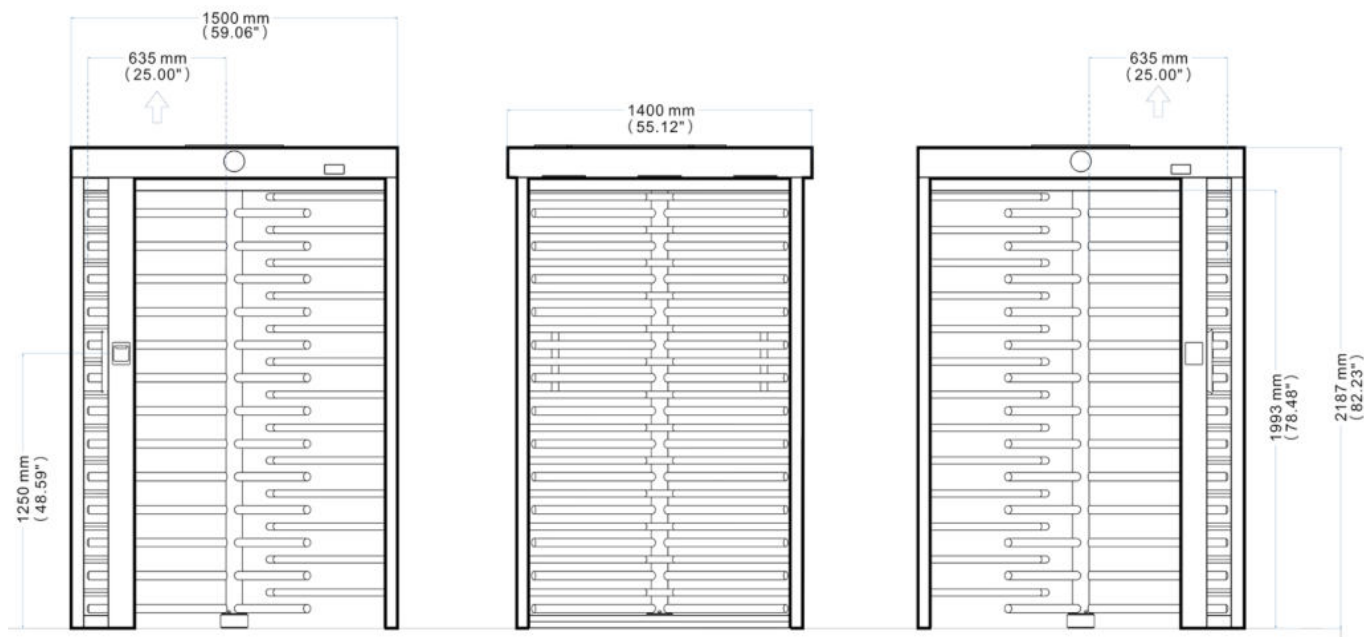 1500 mm
(59.06")
635 mm
(25.00")
635 mm
(25.00")
1400 mm
(55.12")
1250 mm
(48.59")
1993 mm
(78.48")
2187 mm
(82.23")